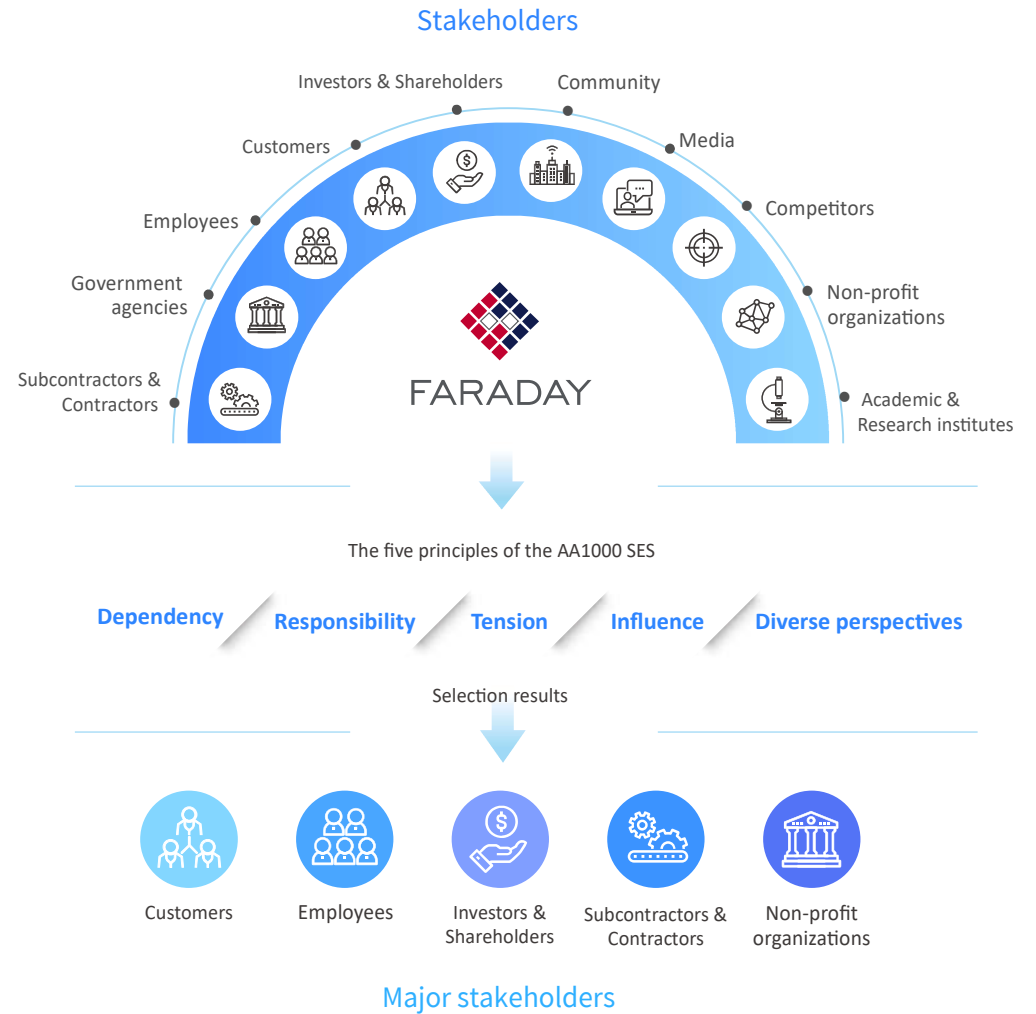 Stakeholders
Investors & Shareholders
Community
Customers
Media
Employees
Competitors
Government
agencies
Non-profit
organizations
Subcontractors &
Contractors
Academic &
Research institutes
FARADAY
The five principles of the AA1000 SES
Dependency
Responsibility
Tension
Influence
Diverse perspectives
Selection results
Customers
Employees
Investors &
Shareholders
Subcontractors &
Contractors
Non-profit
organizations
Major stakeholders